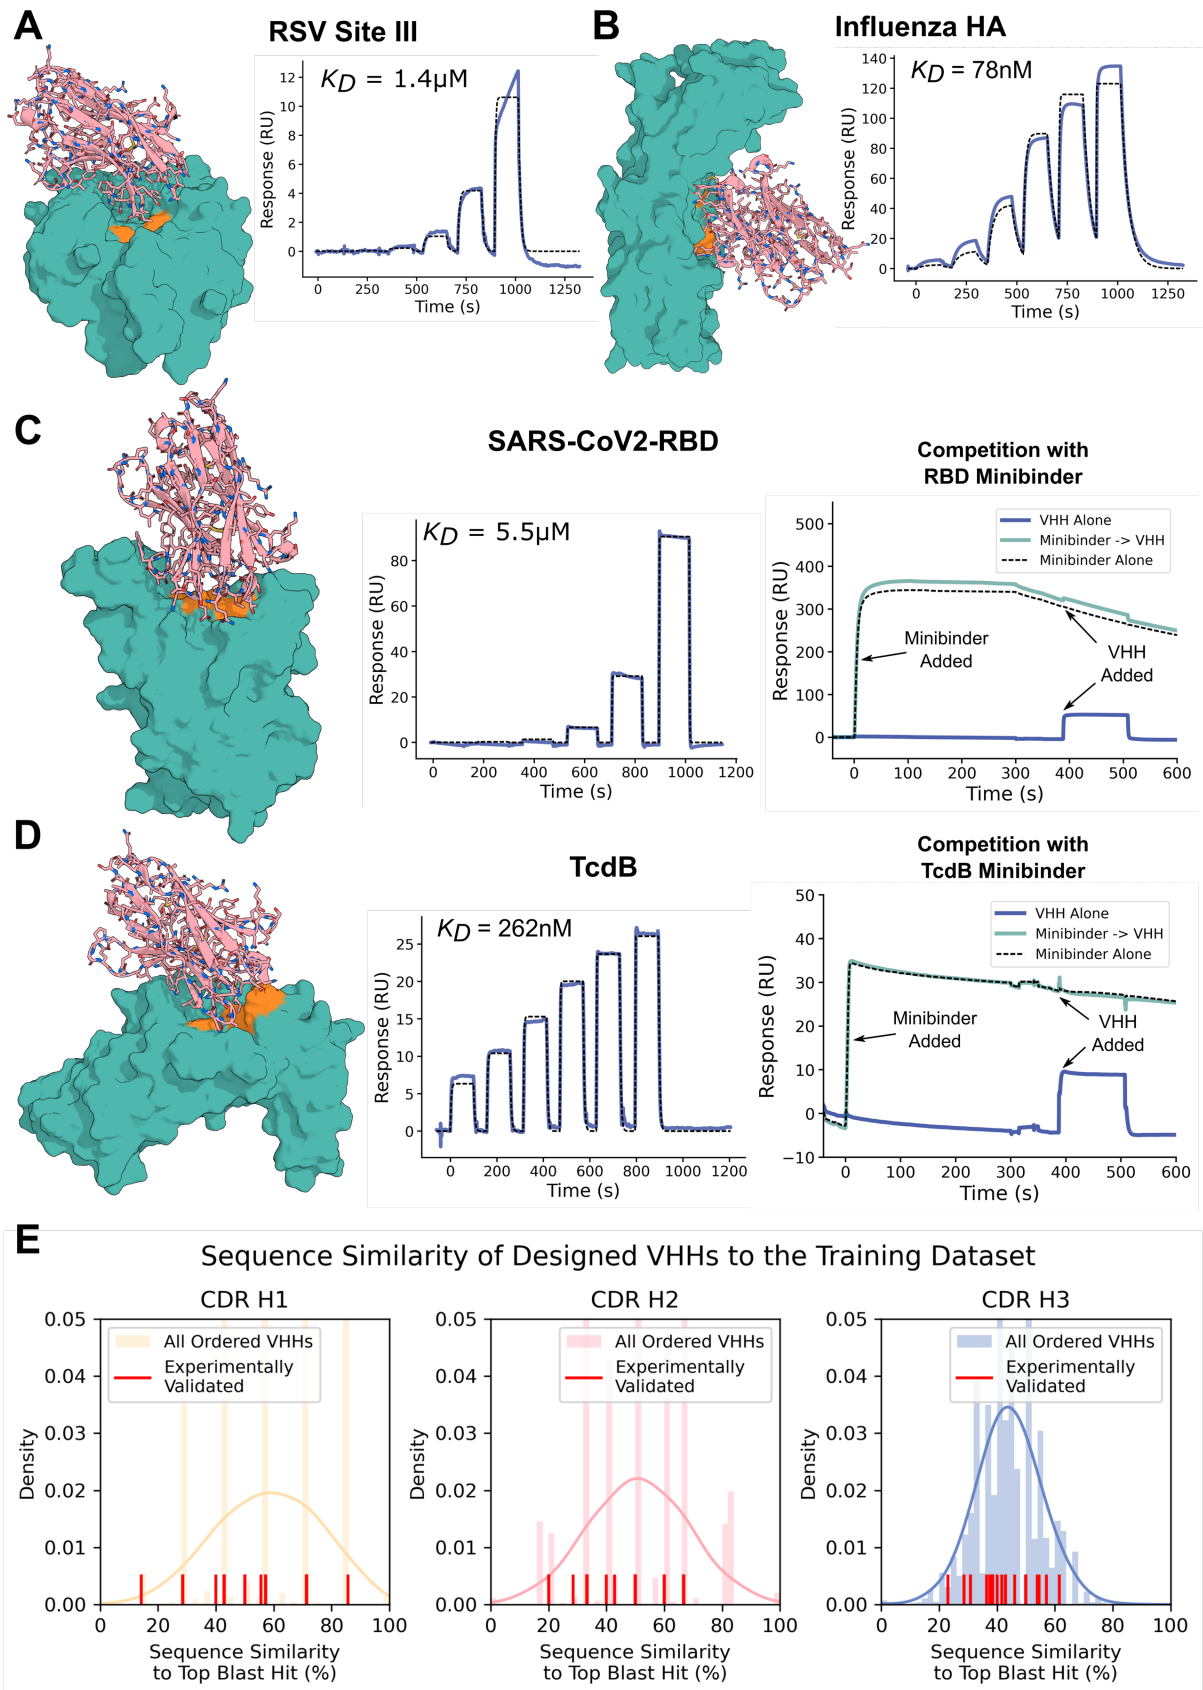 A
RSV Site III
K_D = 1.4µM
12
10
8
6
4
2
0
Response (RU)
0 250 500 750 1000 1250
Time (s)
B
Influenza HA
K_D = 78nM
140
120
100
80
60
40
20
0
Response (RU)
0 250 500 750 1000 1250
Time (s)
C
SARS-CoV2-RBD
K_D = 5.5µM
80
60
40
20
0
Response (RU)
0 200 400 600 800 1000 1200
Time (s)
Competition with
RBD Minibinder
VHH Alone
Minibinder -> VHH
Minibinder Alone
Minibinder
Added
VHH
Added
500
400
300
200
100
0
Response (RU)
0 100 200 300 400 500 600
Time (s)
D
TcdB
K_D = 262nM
25
20
15
10
5
0
Response (RU)
0 200 400 600 800 1000 1200
Time (s)
Competition with
TcdB Minibinder
VHH Alone
Minibinder -> VHH
Minibinder Alone
Minibinder
Added
VHH
Added
50
40
30
20
10
0
−10
Response (RU)
0 100 200 300 400 500 600
Time (s)
E
Sequence Similarity of Designed VHHs to the Training Dataset
CDR H1
All Ordered VHHs
Experimentally
Validated
0.05
0.04
0.03
0.02
0.01
0.00
Density
0 20 40 60 80 100
Sequence Similarity
to Top Blast Hit (%)
CDR H2
All Ordered VHHs
Experimentally
Validated
0.05
0.04
0.03
0.02
0.01
0.00
Density
0 20 40 60 80 100
Sequence Similarity
to Top Blast Hit (%)
CDR H3
All Ordered VHHs
Experimentally
Validated
0.05
0.04
0.03
0.02
0.01
0.00
Density
0 20 40 60 80 100
Sequence Similarity
to Top Blast Hit (%)